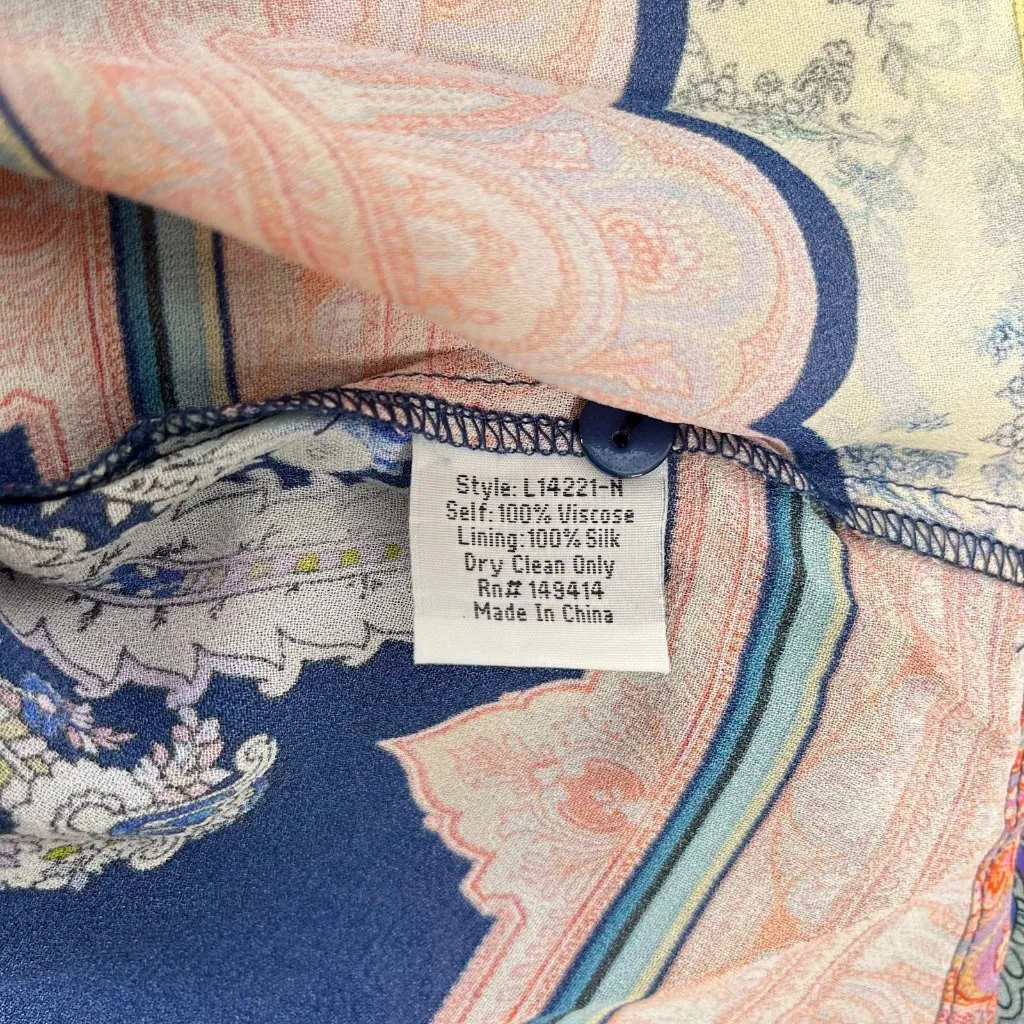 Style: L14221-N
Self: 100% Viscose
Lining: 100% Silk
Dry Clean Only
Rn# 149414
Made In China